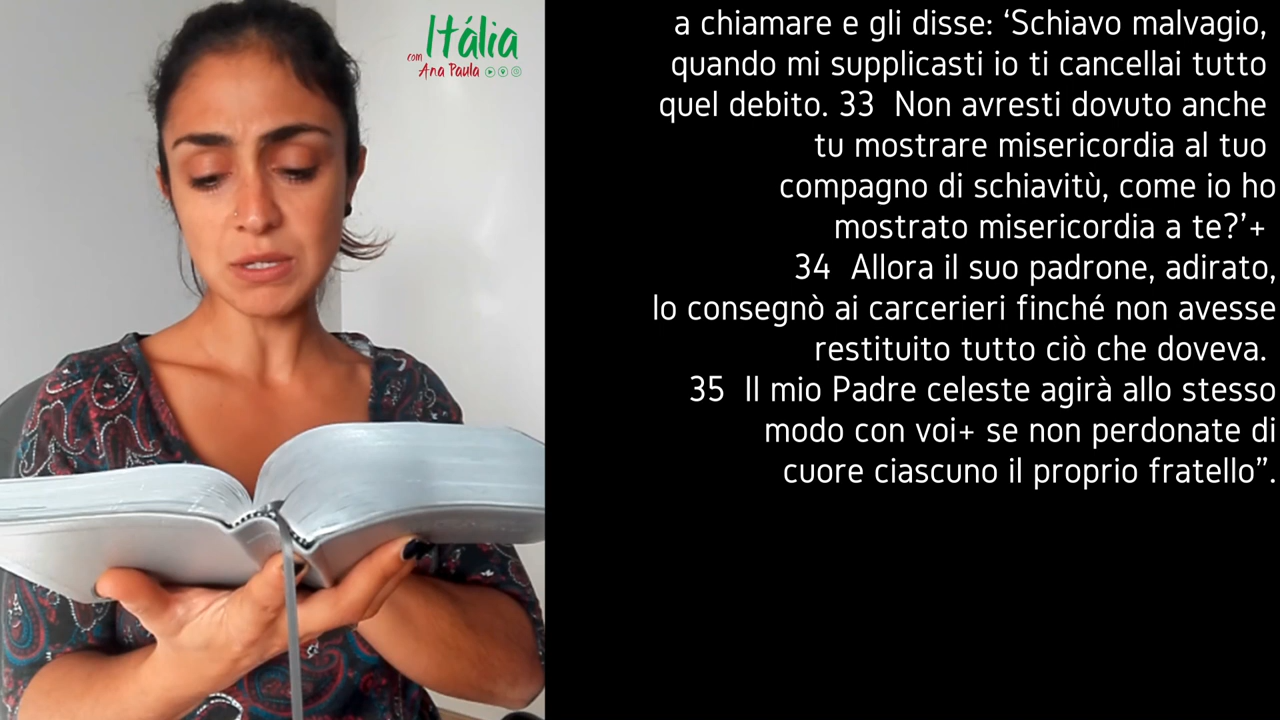 Itália
com
Ana Paula
a chiamare e gli disse: ‘Schiavo malvagio,
quando mi supplicasti io ti cancellai tutto
quel debito. 33 Non avresti dovuto anche
tu mostrare misericordia al tuo
compagno di schiavitù, come io ho
mostrato misericordia a te?’+
34 Allora il suo padrone, adirato,
lo consegnò ai carcerieri finché non avesse
restituito tutto ciò che doveva.
35 Il mio Padre celeste agirà allo stesso
modo con voi+ se non perdonate di
cuore ciascuno il proprio fratello”.